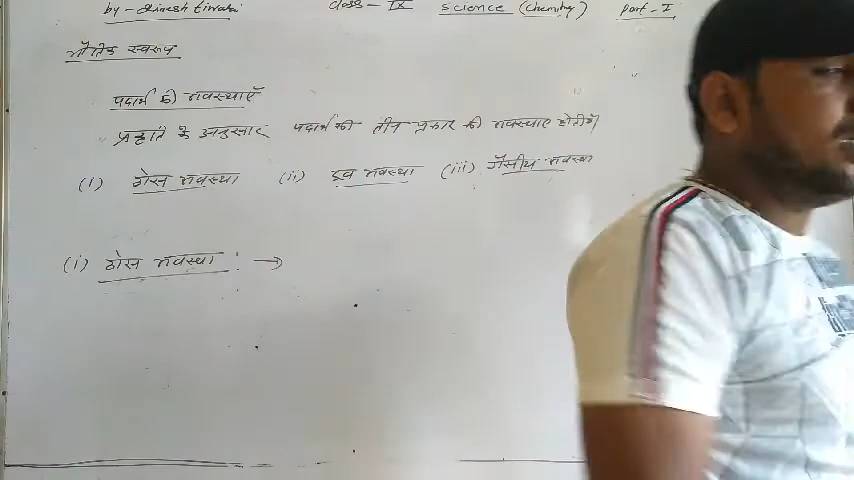 by - Dinesh tiwari class - IX Science (Chemistry) part - I
भौतिक स्वरूप
पदार्थ की अवस्थाएँ
प्रकृति के अनुसार पदार्थ की तीन प्रकार की अवस्थाएं होती हैं
(i) ठोस अवस्था (ii) द्रव अवस्था (iii) गैसीय अवस्था
(i) ठोस अवस्था : →